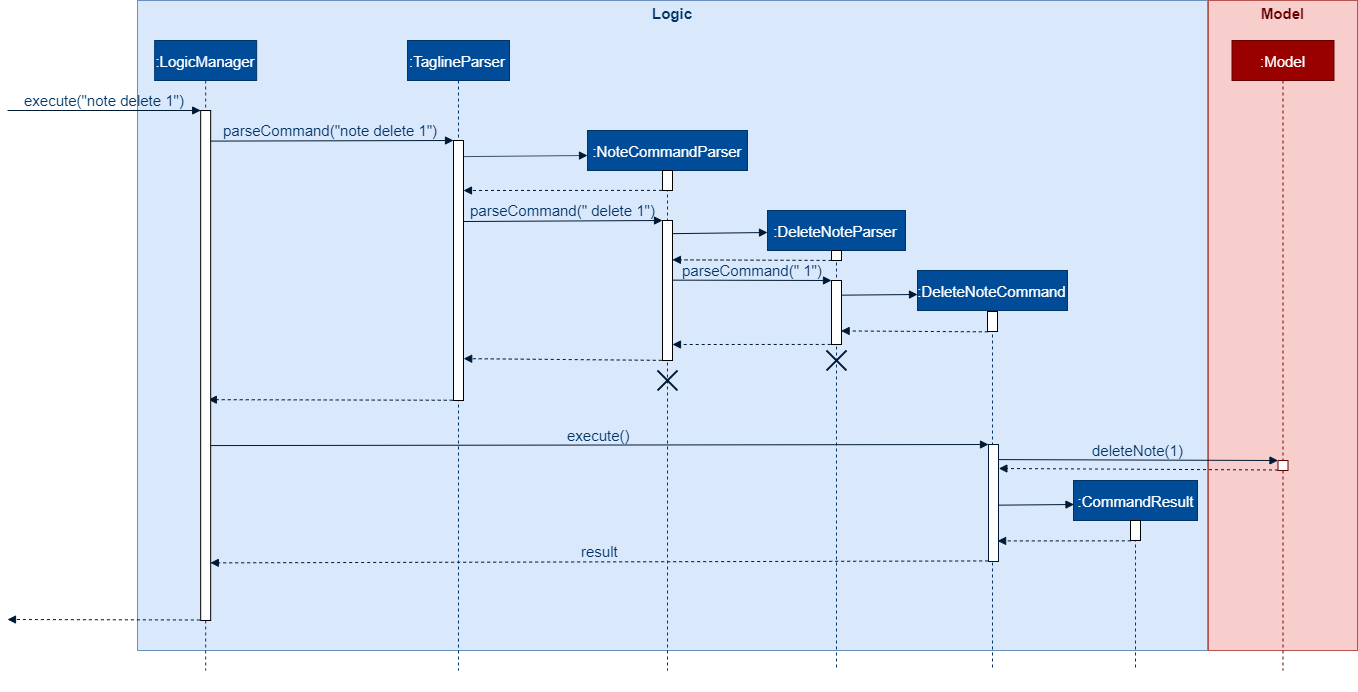 Logic
Model
:LogicManager
:TaglineParser
:Model
execute("note delete 1")
parseCommand("note delete 1")
:NoteCommandParser
parseCommand(" delete 1")
:DeleteNoteParser
parseCommand(" 1")
:DeleteNoteCommand
execute()
deleteNote(1)
:CommandResult
result